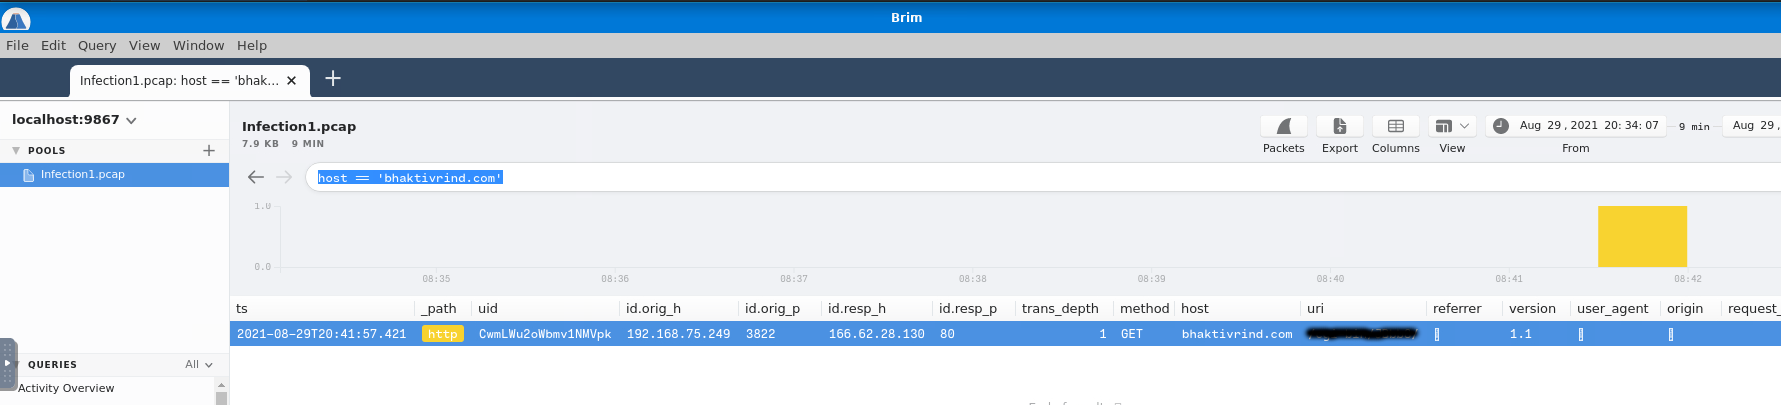 Brim
File Edit Query View Window Help
Infection1.pcap: host == 'bhak... × +
localhost:9867
POOLS +
Infection1.pcap
Infection1.pcap
7.9 KB 9 MIN
Packets Export Columns View
Aug 29 , 2021 20: 34: 07 9 min Aug 29 ,
From
host == 'bhaktivrind.com'
1.0
0.0
08:35 08:36 08:37 08:38 08:39 08:40 08:41 08:42
ts _path uid id.orig_h id.orig_p id.resp_h id.resp_p trans_depth method host uri referrer version user_agent origin request_
2021-08-29T20:41:57.421 http CwmLWu2oWbmv1NMVpk 192.168.75.249 3822 166.62.28.130 80 1 GET bhaktivrind.com 1.1
QUERIES All
Activity Overview